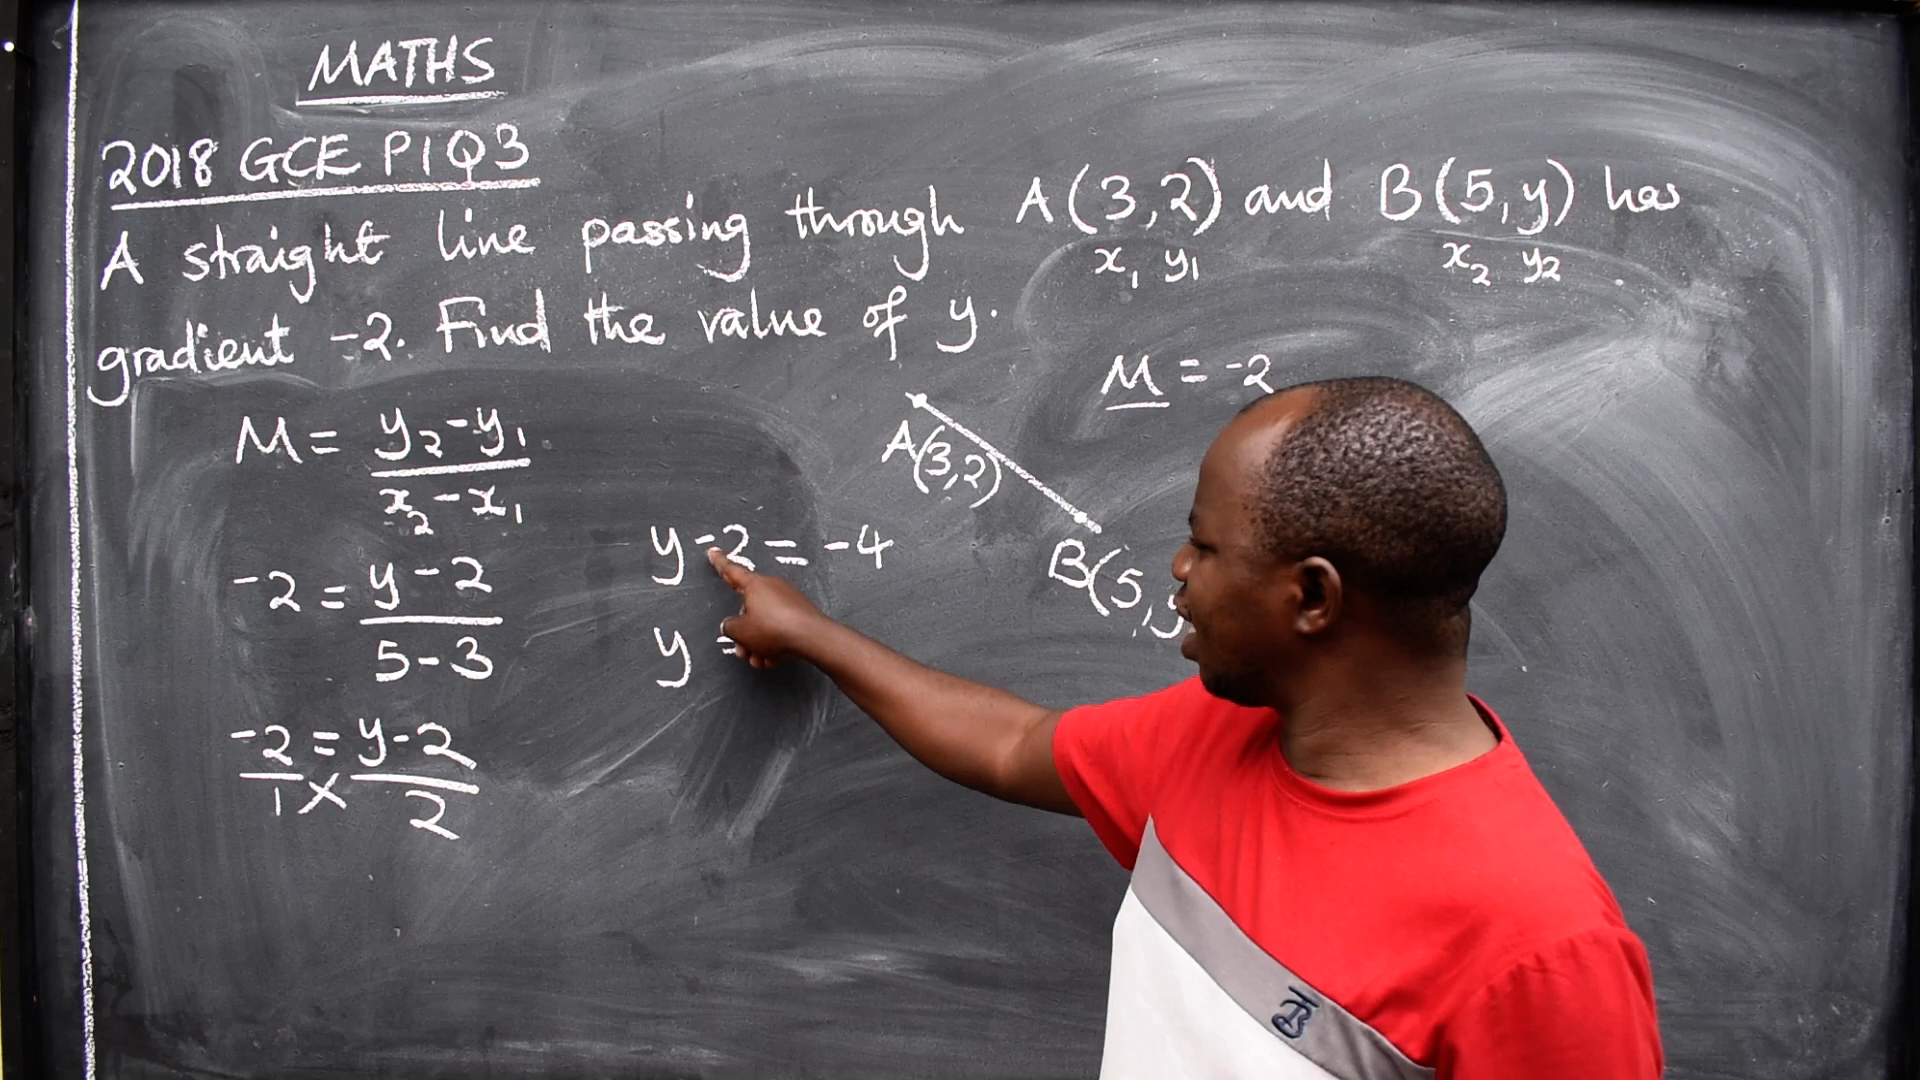 MATHS
2018 GCE P1Q3
A straight line passing through A(3,2) and B(5,y) has
x₁ y₁ x₂ y₂
gradient -2. Find the value of y.
M = -2
M = y₂-y₁
x₂-x₁
-2 = y-2
5-3
-2 = y-2
1 X 2
y-2 = -4
y =
A(3,2)
B(5,y